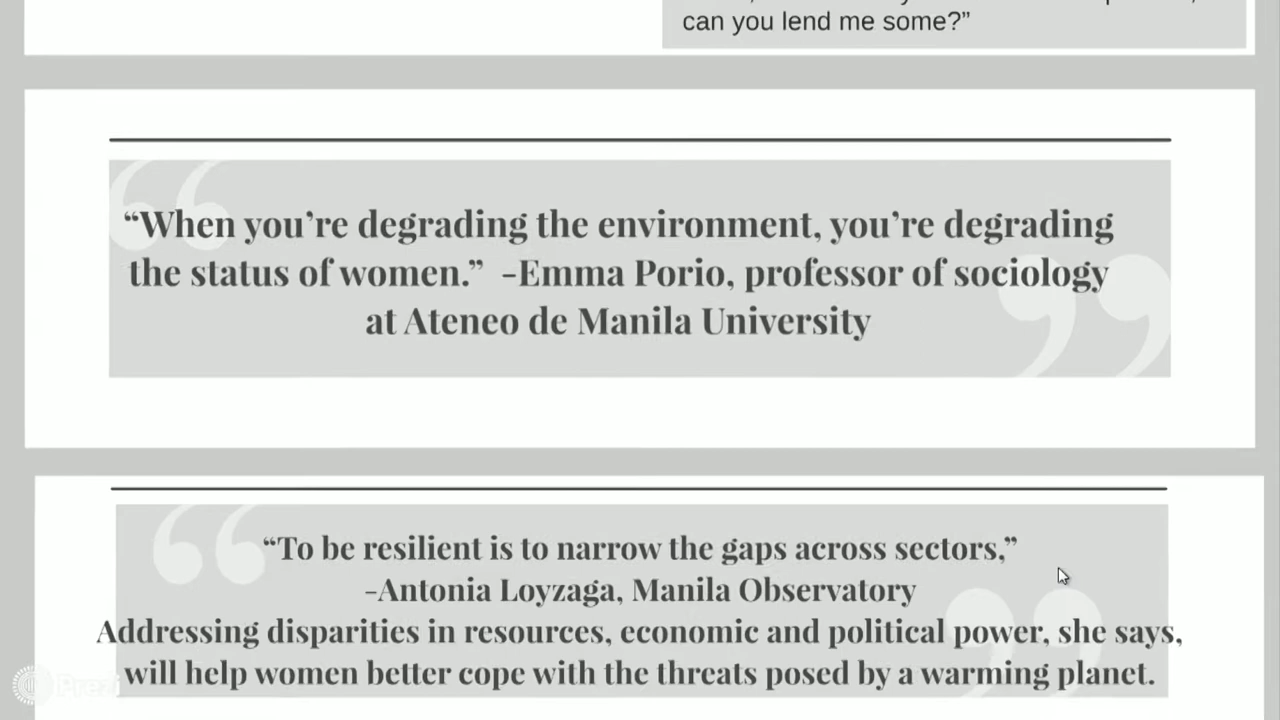 can you lend me some?”
“When you’re degrading the environment, you’re degrading
the status of women.” -Emma Porio, professor of sociology
at Ateneo de Manila University
“To be resilient is to narrow the gaps across sectors,”
-Antonia Loyzaga, Manila Observatory
Addressing disparities in resources, economic and political power, she says,
will help women better cope with the threats posed by a warming planet.
Prezi